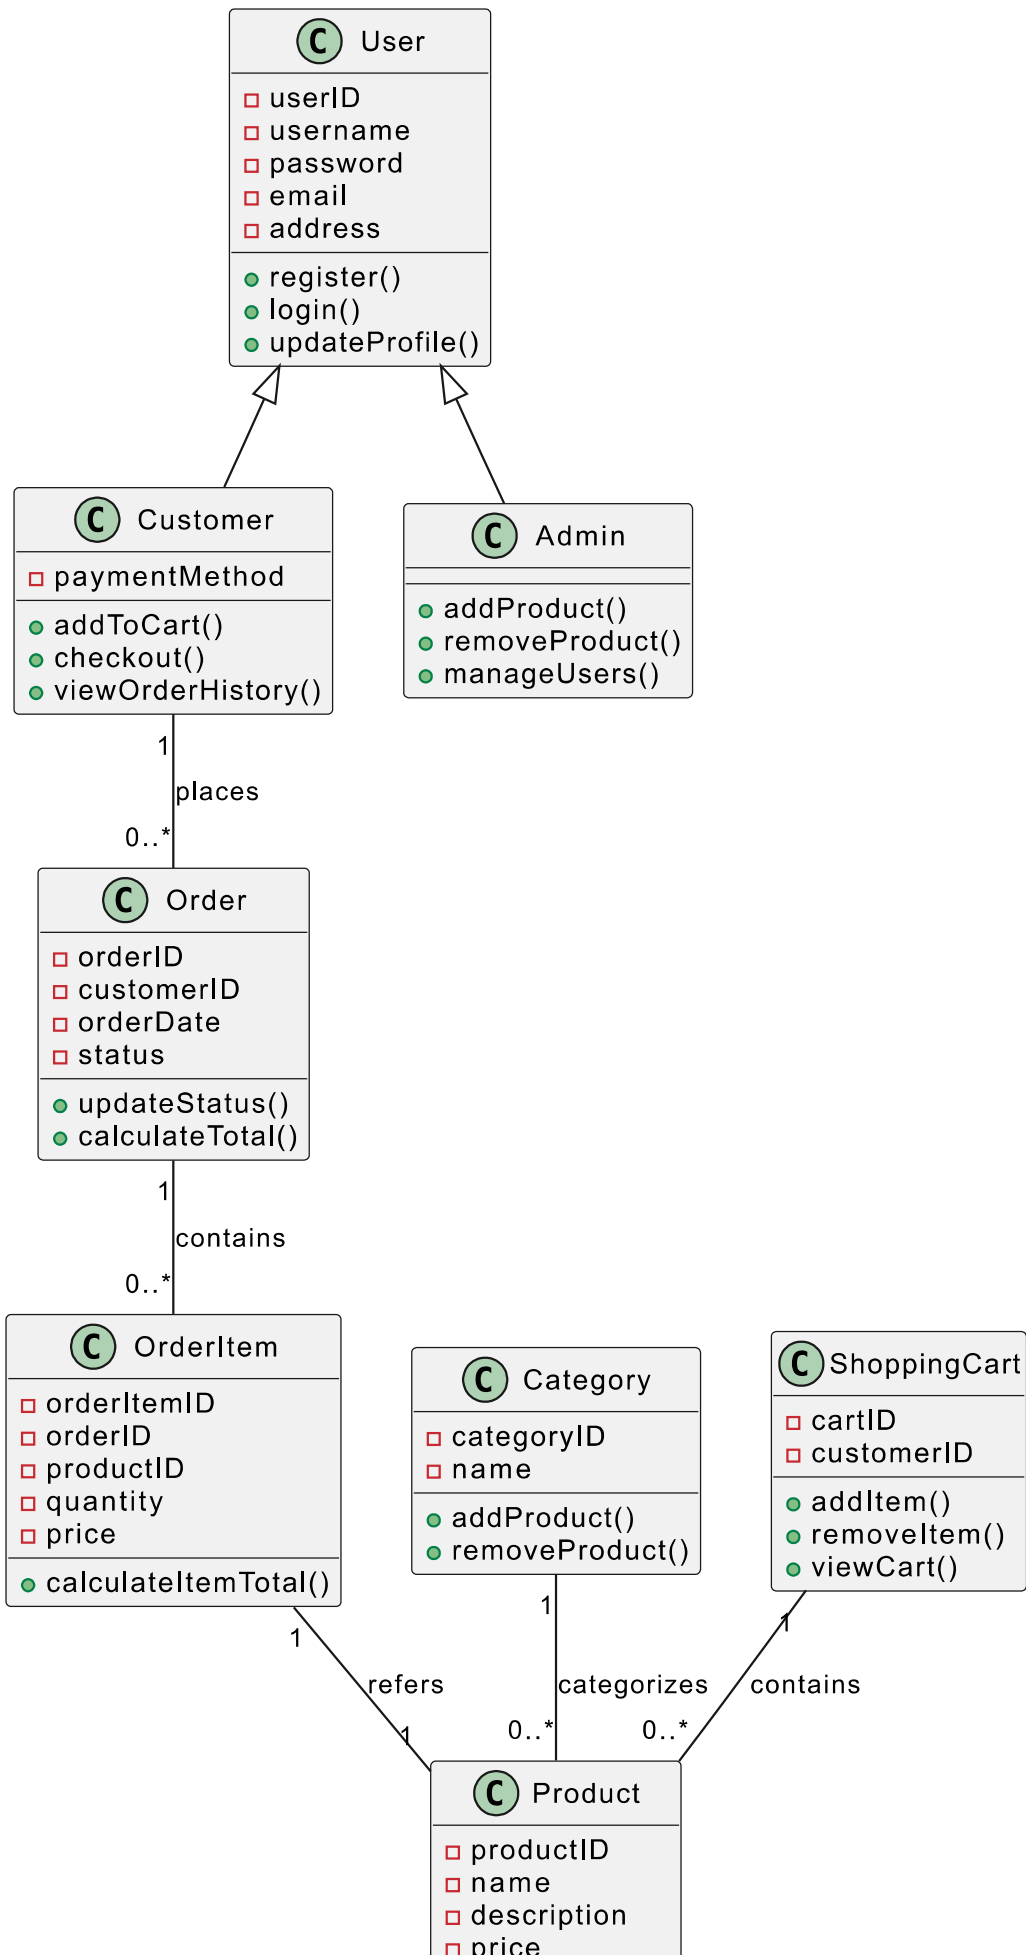 C User
userID
username
password
email
address
register()
login()
updateProfile()
C Customer
paymentMethod
addToCart()
checkout()
viewOrderHistory()
C Admin
addProduct()
removeProduct()
manageUsers()
1
places
0..*
C Order
orderID
customerID
orderDate
status
updateStatus()
calculateTotal()
1
contains
0..*
C OrderItem
orderItemID
orderID
productID
quantity
price
calculateItemTotal()
C Category
categoryID
name
addProduct()
removeProduct()
C ShoppingCart
cartID
customerID
addItem()
removeItem()
viewCart()
1
refers
1
1
categorizes
0..*
1
contains
0..*
C Product
productID
name
description
price